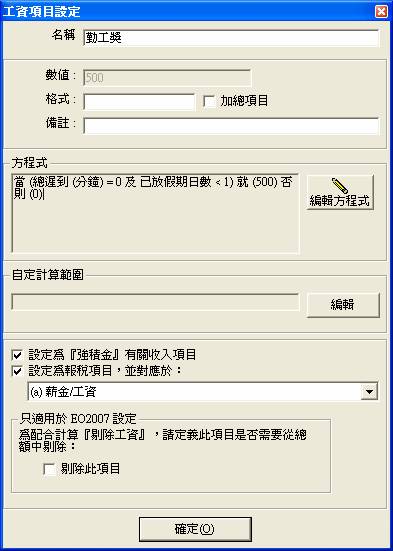 工資項目設定
名稱 勤工獎
數值： 500
格式： 加總項目
備註：
方程式
當 (總遲到 (分鐘) = 0 及 已放假期日數 < 1) 就 (500) 否
則 (0)
編輯方程式
自定計算範圍
編輯
設定為『強積金』有關收入項目
設定為報稅項目，並對應於：
(a) 薪金/工資
只適用於 EO2007 設定
為配合計算『剔除工資』，請定義此項目是否需要從總
額中剔除：
剔除此項目
確定(O)